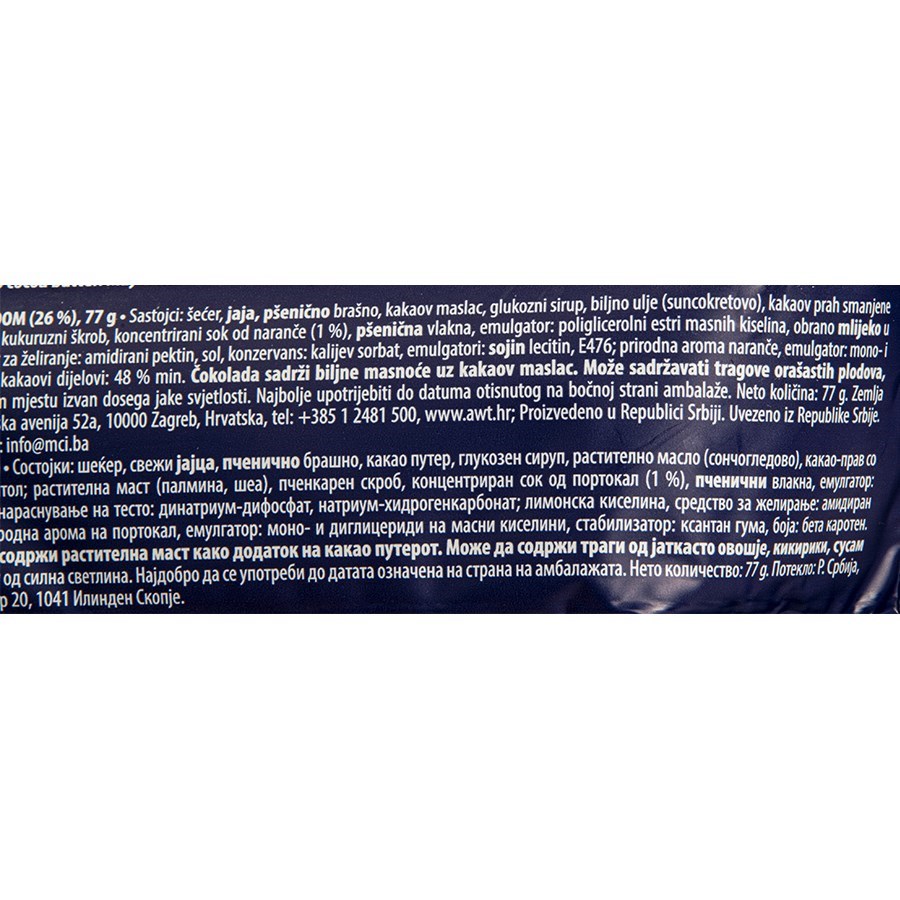 ОМ (26 %), 77 g • Sastojci: šećer, jaja, pšenično brašno, kakaov maslac, glukozni sirup, biljno ulje (suncokretovo), kakaov prah smanjene
kukuruzni škrob, koncentrirani sok od naranče (1 %), pšenična vlakna, emulgator: poliglicerolni estri masnih kiselina, obrano mlijeko u
za želiranje: amidirani pektin, sol, konzervans: kalijev sorbat, emulgatori: sojin lecitin, E476; prirodna aroma naranče, emulgator: mono- i
kakaovi dijelovi: 48 % min. Čokolada sadrži biljne masnoće uz kakaov maslac. Može sadržavati tragove orašastih plodova,
mjestu izvan dosega jake svjetlosti. Najbolje upotrijebiti do datuma otisnutog na bočnoj strani ambalaže. Neto količina: 77 g. Zemlja
ka avenija 52a, 10000 Zagreb, Hrvatska, tel: +385 1 2481 500, www.awt.hr; Proizvedeno u Republici Srbiji. Uvezeno iz Republike Srbije.
: info@mci.ba
• Состојки: шеќер, свежи јајца, пченично брашно, какао путер, глукозен сируп, растително масло (сончогледово), какао-прав со
тол; растителна маст (палмина, шеа), пченкарен скроб, концентриран сок од портокал (1 %), пченични влакна, емулгатор:
нараснување на тесто: динатриум-дифосфат, натриум-хидрогенкарбонат; лимонска киселина, средство за желирање: амидиран
родна арома на портокал, емулгатор: моно- и диглицериди на масни киселини, стабилизатор: ксантан гума, боја: бета каротен.
содржи растителна маст како додаток на какао путерот. Може да содржи траги од јаткасто овошје, кикирики, сусам
од силна светлина. Најдобро да се употреби до датата означена на страна на амбалажата. Нето количество: 77 g. Потекло: Р. Србија,
р 20, 1041 Илинден Скопје.